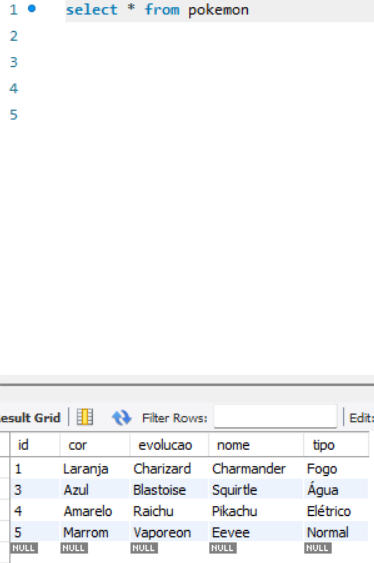 1 select * from pokemon
2
3
4
5
esult Grid Filter Rows: Edit:
id cor evolucao nome tipo
1 Laranja Charizard Charmander Fogo
3 Azul Blastoise Squirtle Água
4 Amarelo Raichu Pikachu Elétrico
5 Marrom Vaporeon Eevee Normal
NULL NULL NULL NULL NULL